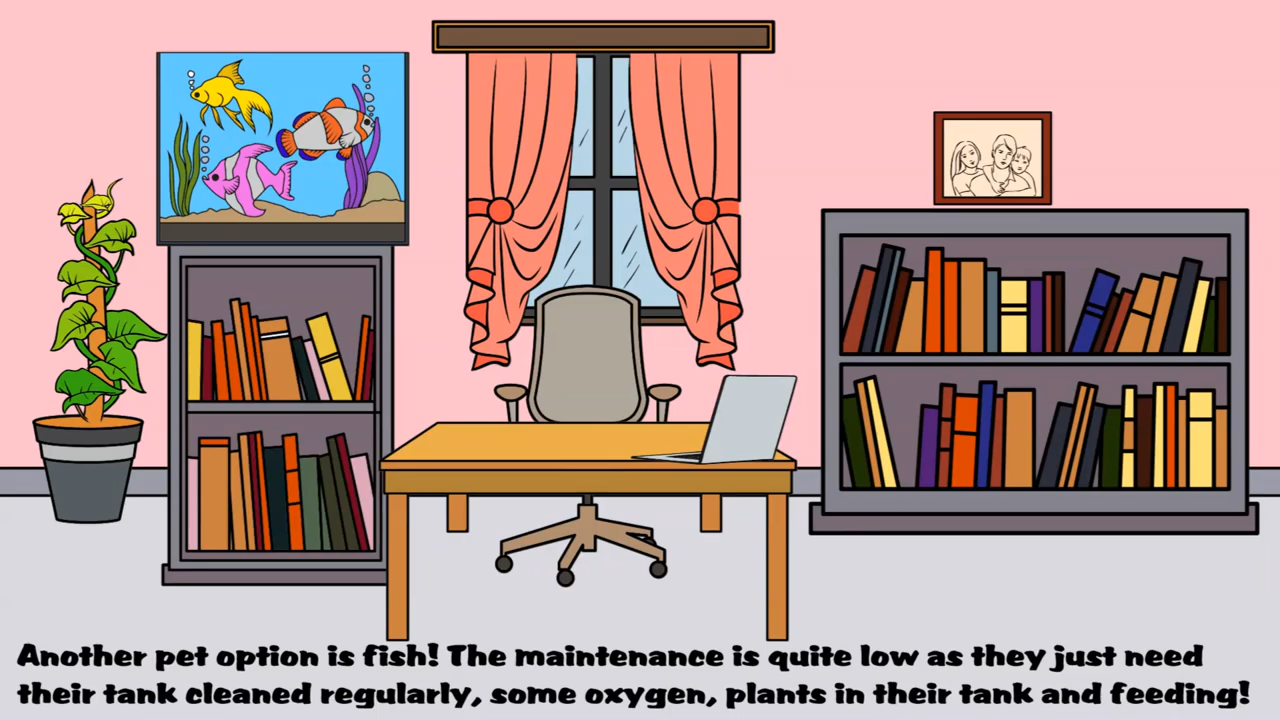 Another pet option is fish! The maintenance is quite low as they just need
their tank cleaned regularly, some oxygen, plants in their tank and feeding!